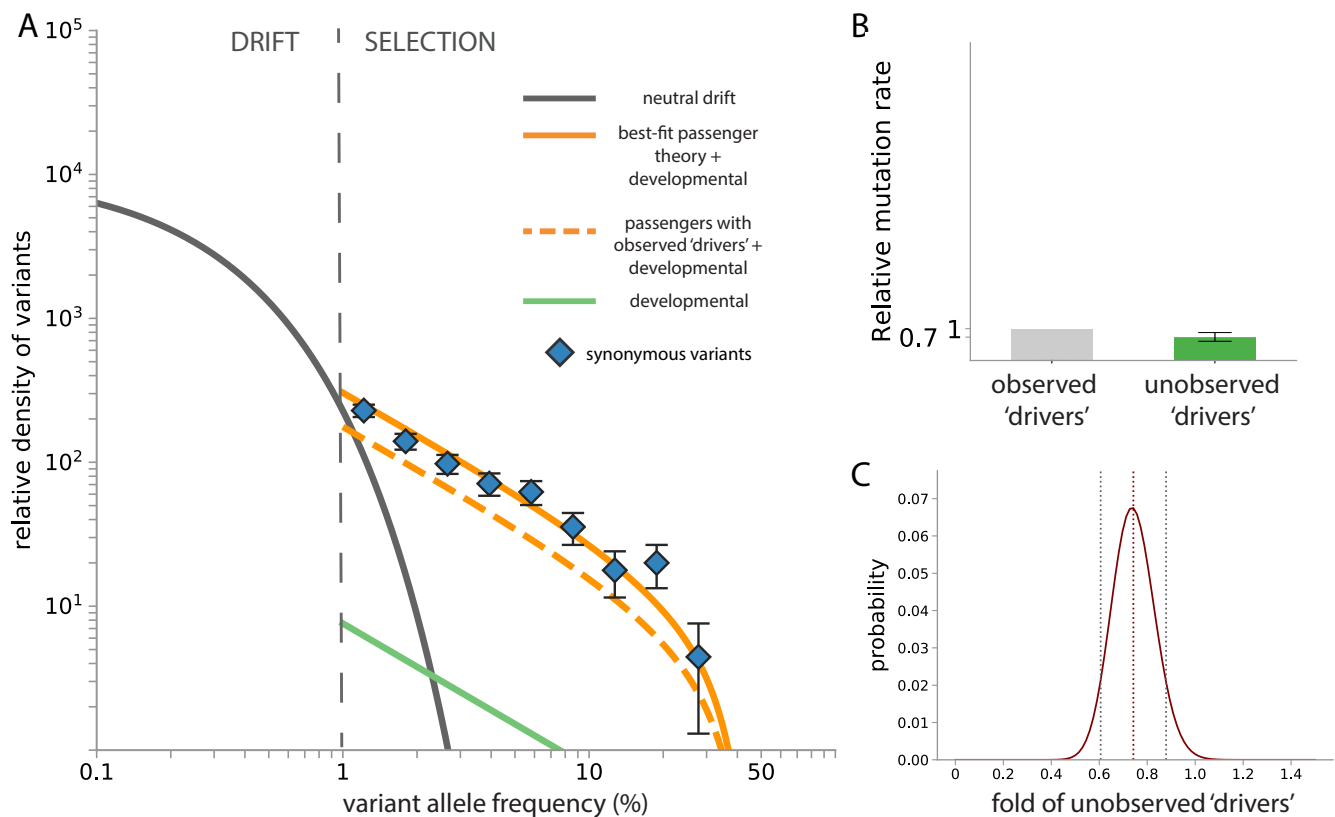 A
DRIFT
SELECTION
neutral drift
best-fit passenger
theory +
developmental
passengers with
observed 'drivers' +
developmental
developmental
synonymous variants
relative density of variants
10^5
10^4
10^3
10^2
10^1
0.1
1
10
50
variant allele frequency (%)
B
Relative mutation rate
1
0.7
observed
'drivers'
unobserved
'drivers'
C
probability
0.07
0.06
0.05
0.04
0.03
0.02
0.01
0.00
0
0.2
0.4
0.6
0.8
1.0
1.2
1.4
fold of unobserved 'drivers'